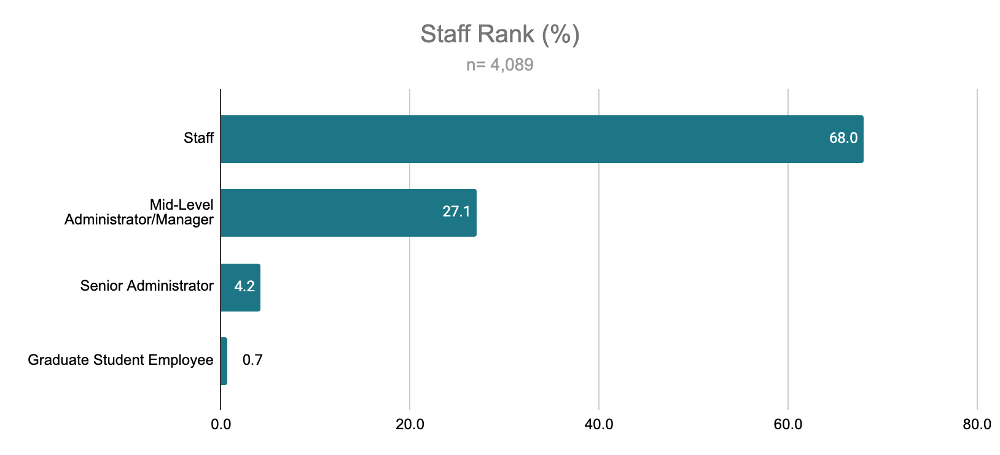 Staff Rank (%)
n= 4,089
Staff
68.0
Mid-Level
Administrator/Manager
27.1
Senior Administrator
4.2
Graduate Student Employee
0.7
0.0
20.0
40.0
60.0
80.0